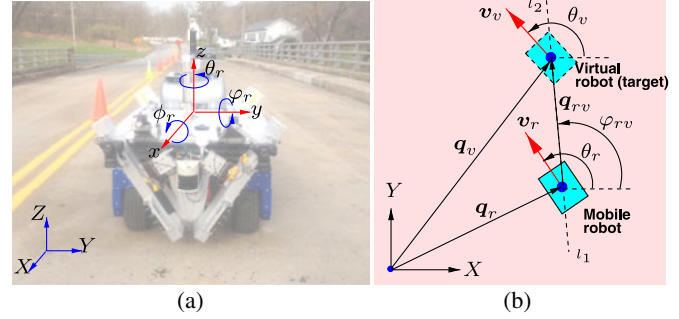 z
θr
φr
y
ϕr
x
Z
Y
X
(a)
l2
vv
θv
Virtual
robot (target)
qrv
qv
vr
φrv
θr
Y
qr
Mobile
robot
X
l1
(b)